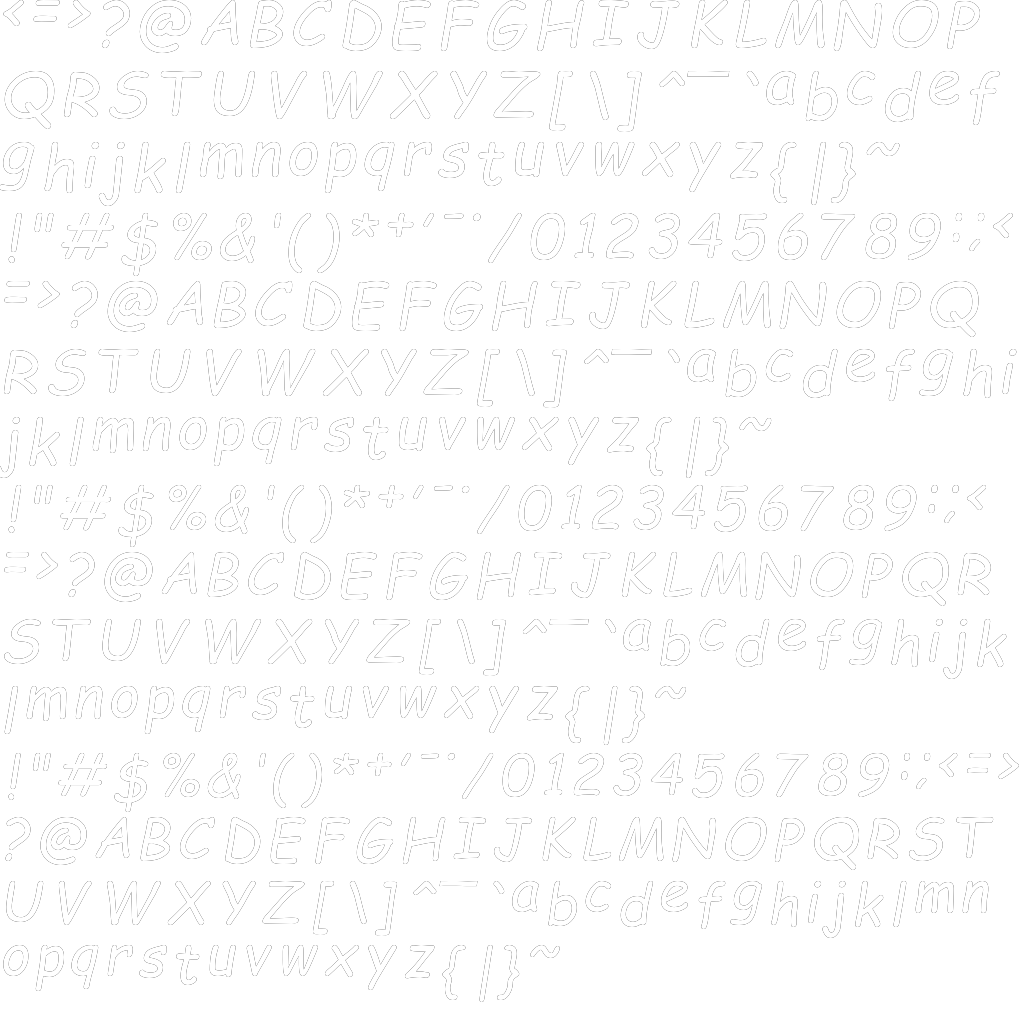 <=>?@ABCDEFGHIJKLMNOP
QRSTUVWXYZ[\]^_`abcdef
ghijklmnopqrstuvwxyz{|}~
!"#$%&'()*+,-./0123456789:;<
=>?@ABCDEFGHIJKLMNOPQ
RSTUVWXYZ[\]^_`abcdefghi
jklmnopqrstuvwxyz{|}~
!"#$%&'()*+,-./0123456789:;<
=>?@ABCDEFGHIJKLMNOPQR
STUVWXYZ[\]^_`abcdefghijk
lmnopqrstuvwxyz{|}~
!"#$%&'()*+,-./0123456789:;<=>
?@ABCDEFGHIJKLMNOPQRST
UVWXYZ[\]^_`abcdefghijklmn
opqrstuvwxyz{|}~